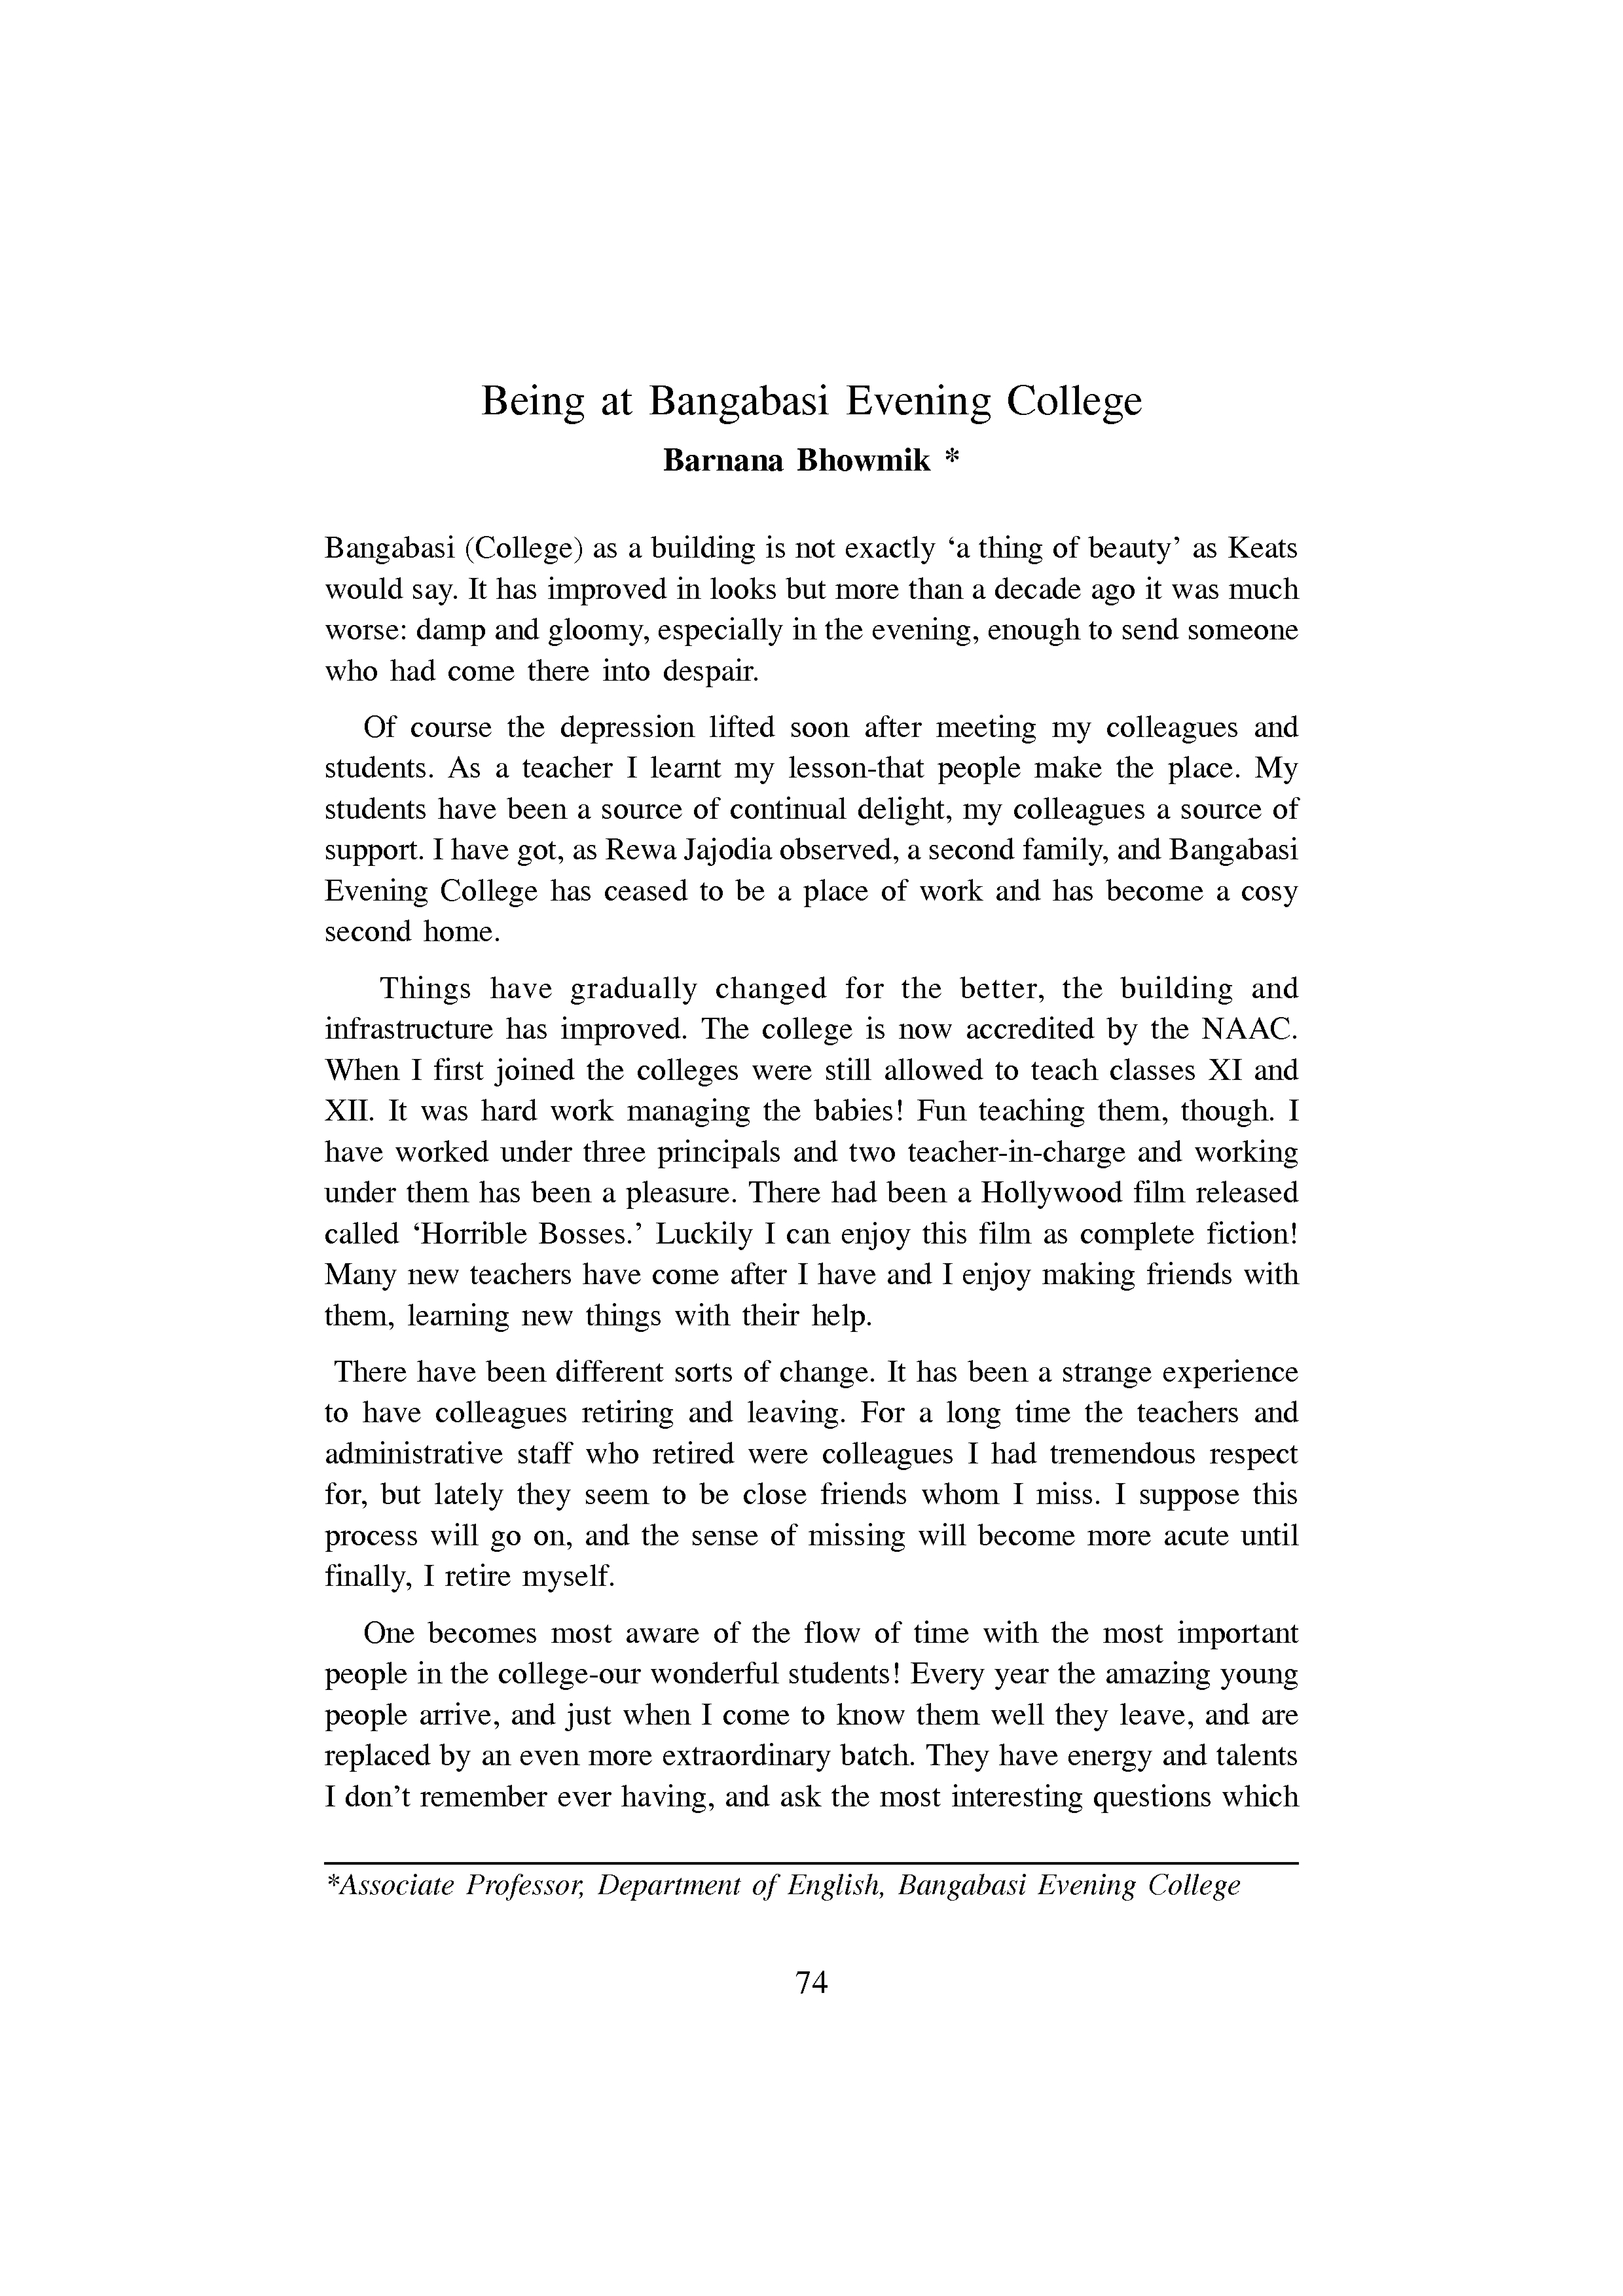 Being at Bangabasi Evening College
Barnana Bhowmik *
Bangabasi (College) as a building is not exactly ‘a thing of beauty’ as Keats
would say. It has improved in looks but more than a decade ago it was much
worse: damp and gloomy, especially in the evening, enough to send someone
who had come there into despair.
Of course the depression lifted soon after meeting my colleagues and
students. As a teacher I learnt my lesson-that people make the place. My
students have been a source of continual delight, my colleagues a source of
support. I have got, as Rewa Jajodia observed, a second family, and Bangabasi
Evening College has ceased to be a place of work and has become a cosy
second home.
Things have gradually changed for the better, the building and
infrastructure has improved. The college is now accredited by the NAAC.
When I first joined the colleges were still allowed to teach classes XI and
XII. It was hard work managing the babies! Fun teaching them, though. I
have worked under three principals and two teacher-in-charge and working
under them has been a pleasure. There had been a Hollywood film released
called ‘Horrible Bosses.’ Luckily I can enjoy this film as complete fiction!
Many new teachers have come after I have and I enjoy making friends with
them, learning new things with their help.
There have been different sorts of change. It has been a strange experience
to have colleagues retiring and leaving. For a long time the teachers and
administrative staff who retired were colleagues I had tremendous respect
for, but lately they seem to be close friends whom I miss. I suppose this
process will go on, and the sense of missing will become more acute until
finally, I retire myself.
One becomes most aware of the flow of time with the most important
people in the college-our wonderful students! Every year the amazing young
people arrive, and just when I come to know them well they leave, and are
replaced by an even more extraordinary batch. They have energy and talents
I don’t remember ever having, and ask the most interesting questions which
*Associate Professor, Department of English, Bangabasi Evening College
74